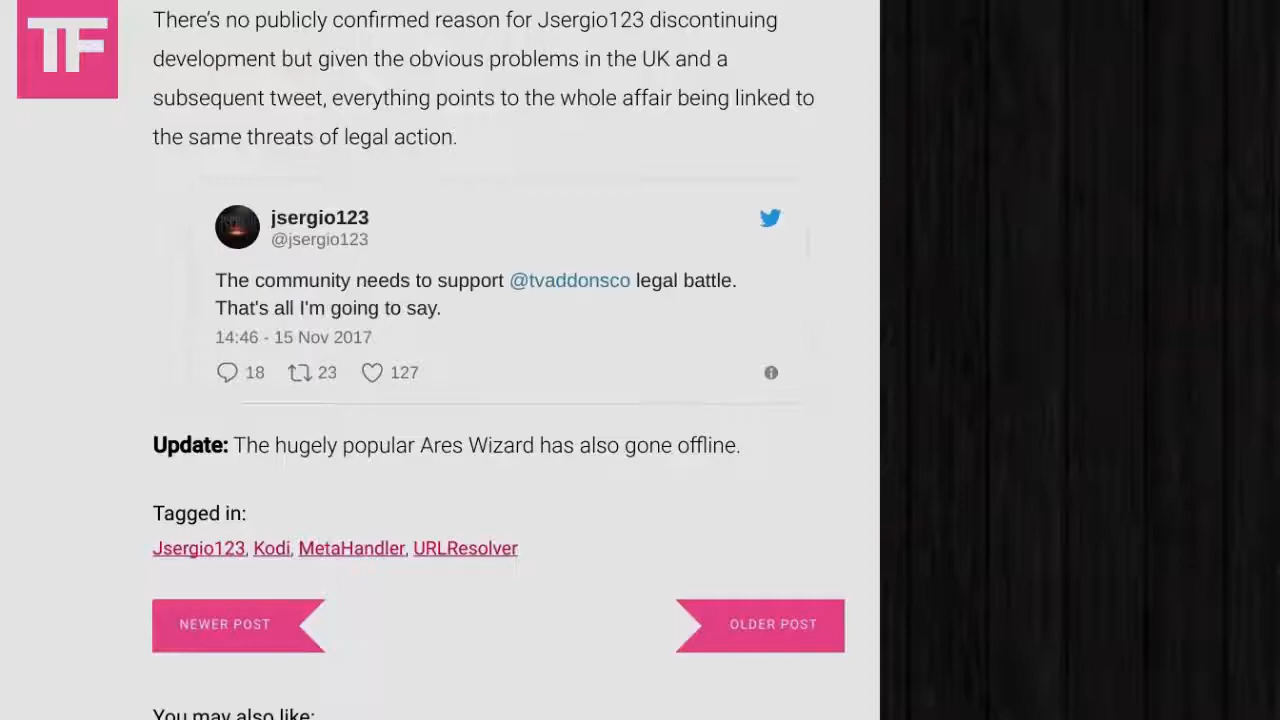 TF
There's no publicly confirmed reason for Jsergio123 discontinuing
development but given the obvious problems in the UK and a
subsequent tweet, everything points to the whole affair being linked to
the same threats of legal action.
jsergio123
@jsergio123
The community needs to support @tvaddonsco legal battle.
That's all I'm going to say.
14:46 - 15 Nov 2017
18 23 127
Update: The hugely popular Ares Wizard has also gone offline.
Tagged in:
Jsergio123, Kodi, MetaHandler, URLResolver
NEWER POST OLDER POST
You may also like: